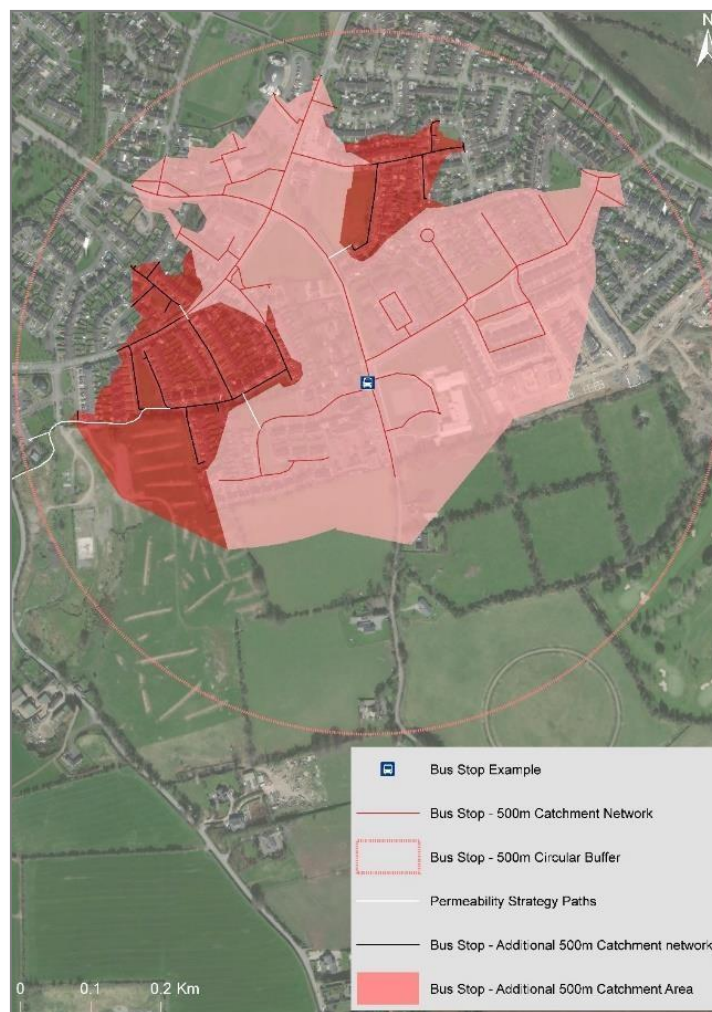 N
Bus Stop Example
Bus Stop - 500m Catchment Network
Bus Stop - 500m Circular Buffer
Permeability Strategy Paths
Bus Stop - Additional 500m Catchment network
Bus Stop - Additional 500m Catchment Area
0 0.1 0.2 Km